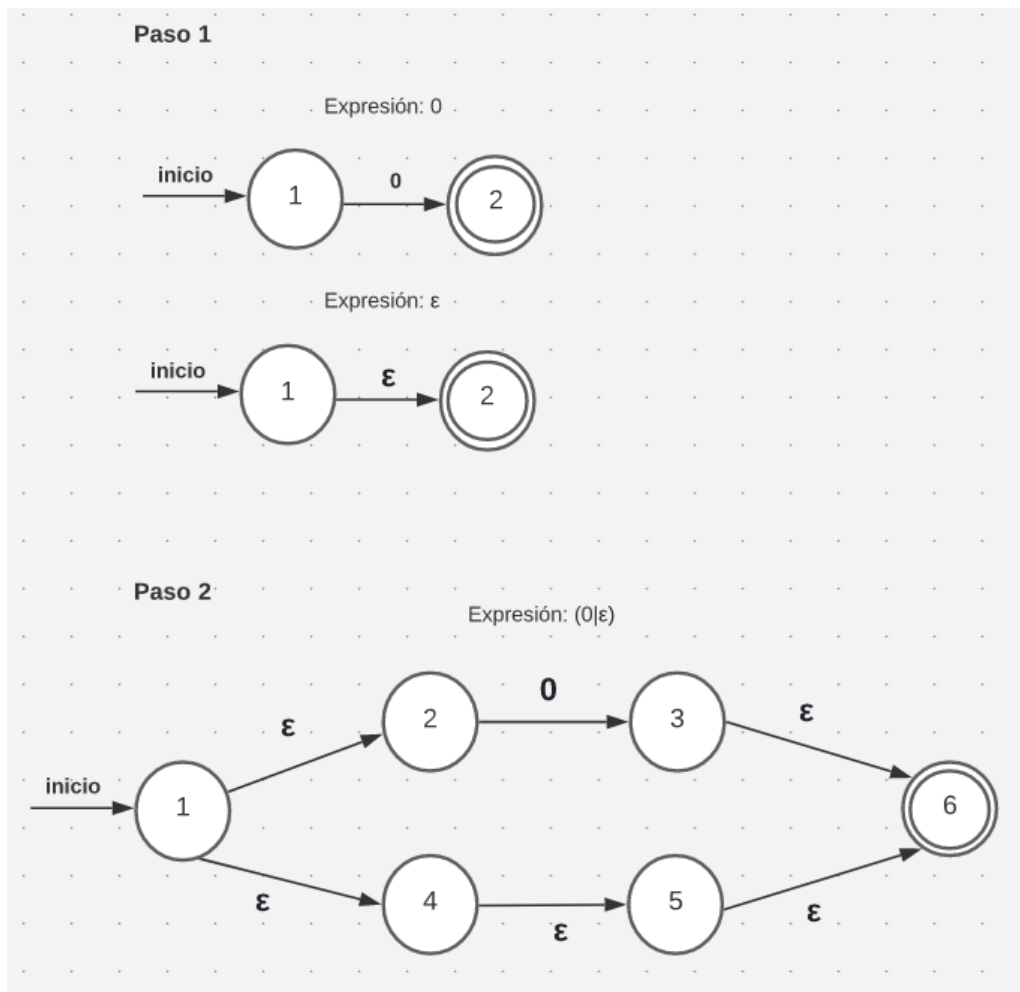 Paso 1
Expresión: 0
inicio
1
0
2
Expresión: ε
inicio
1
ε
2
Paso 2
Expresión: (0|ε)
ε
2
0
3
ε
inicio
1
6
ε
4
ε
5
ε